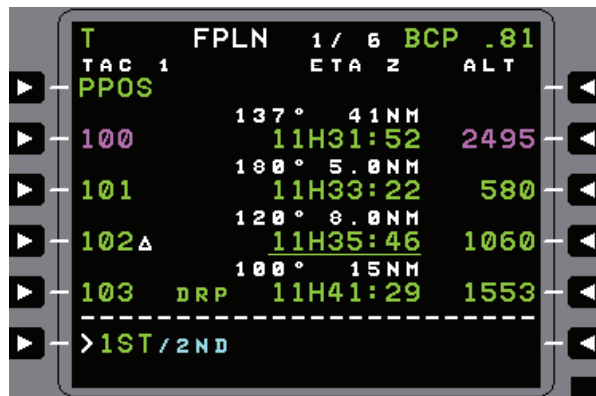 T FPLN 1/ 6 BCP .81
TAC 1 ETA Z ALT
PPOS
137° 41NM
100 11H31:52 2495
180° 5.0NM
101 11H33:22 580
120° 8.0NM
102Δ 11H35:46 1060
100° 15NM
103 DRP 11H41:29 1553
>1ST/2ND